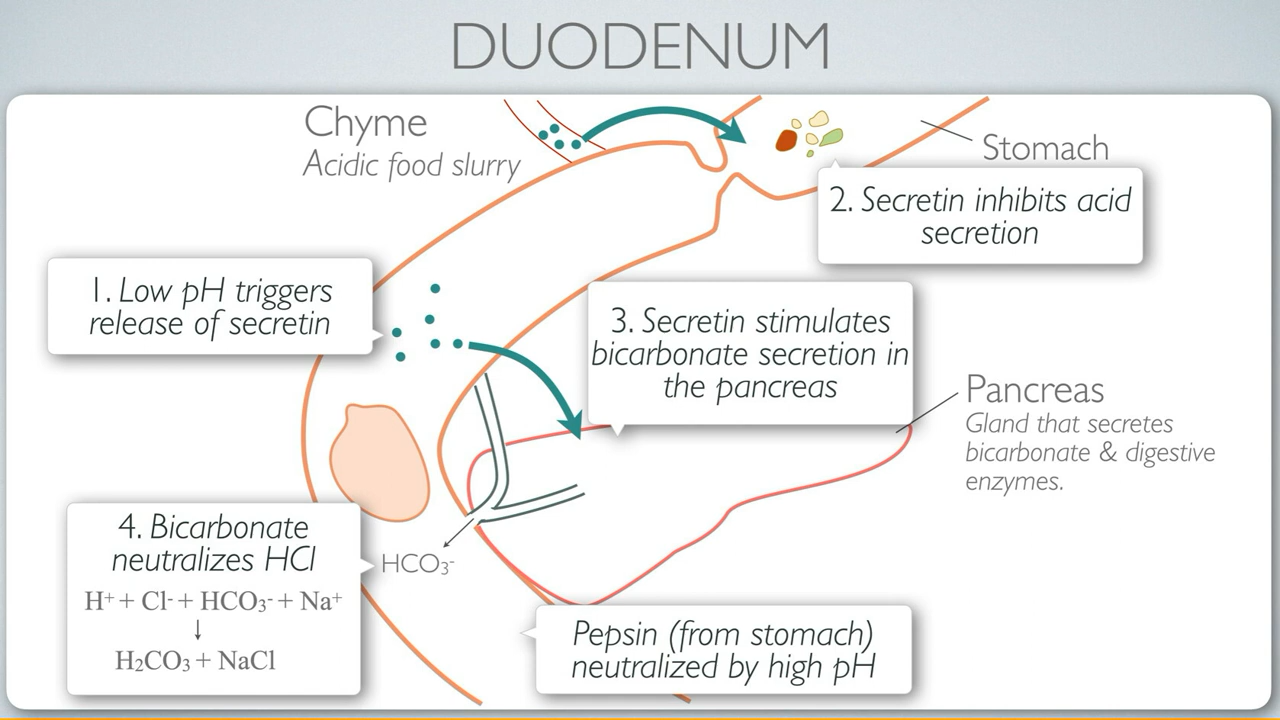 DUODENUM
Chyme
Acidic food slurry
Stomach
2. Secretin inhibits acid
secretion
1. Low pH triggers
release of secretin
3. Secretin stimulates
bicarbonate secretion in
the pancreas
Pancreas
Gland that secretes
bicarbonate & digestive
enzymes.
4. Bicarbonate
neutralizes HCl
H⁺ + Cl⁻ + HCO₃⁻ + Na⁺
↓
H₂CO₃ + NaCl
HCO₃⁻
Pepsin (from stomach)
neutralized by high pH